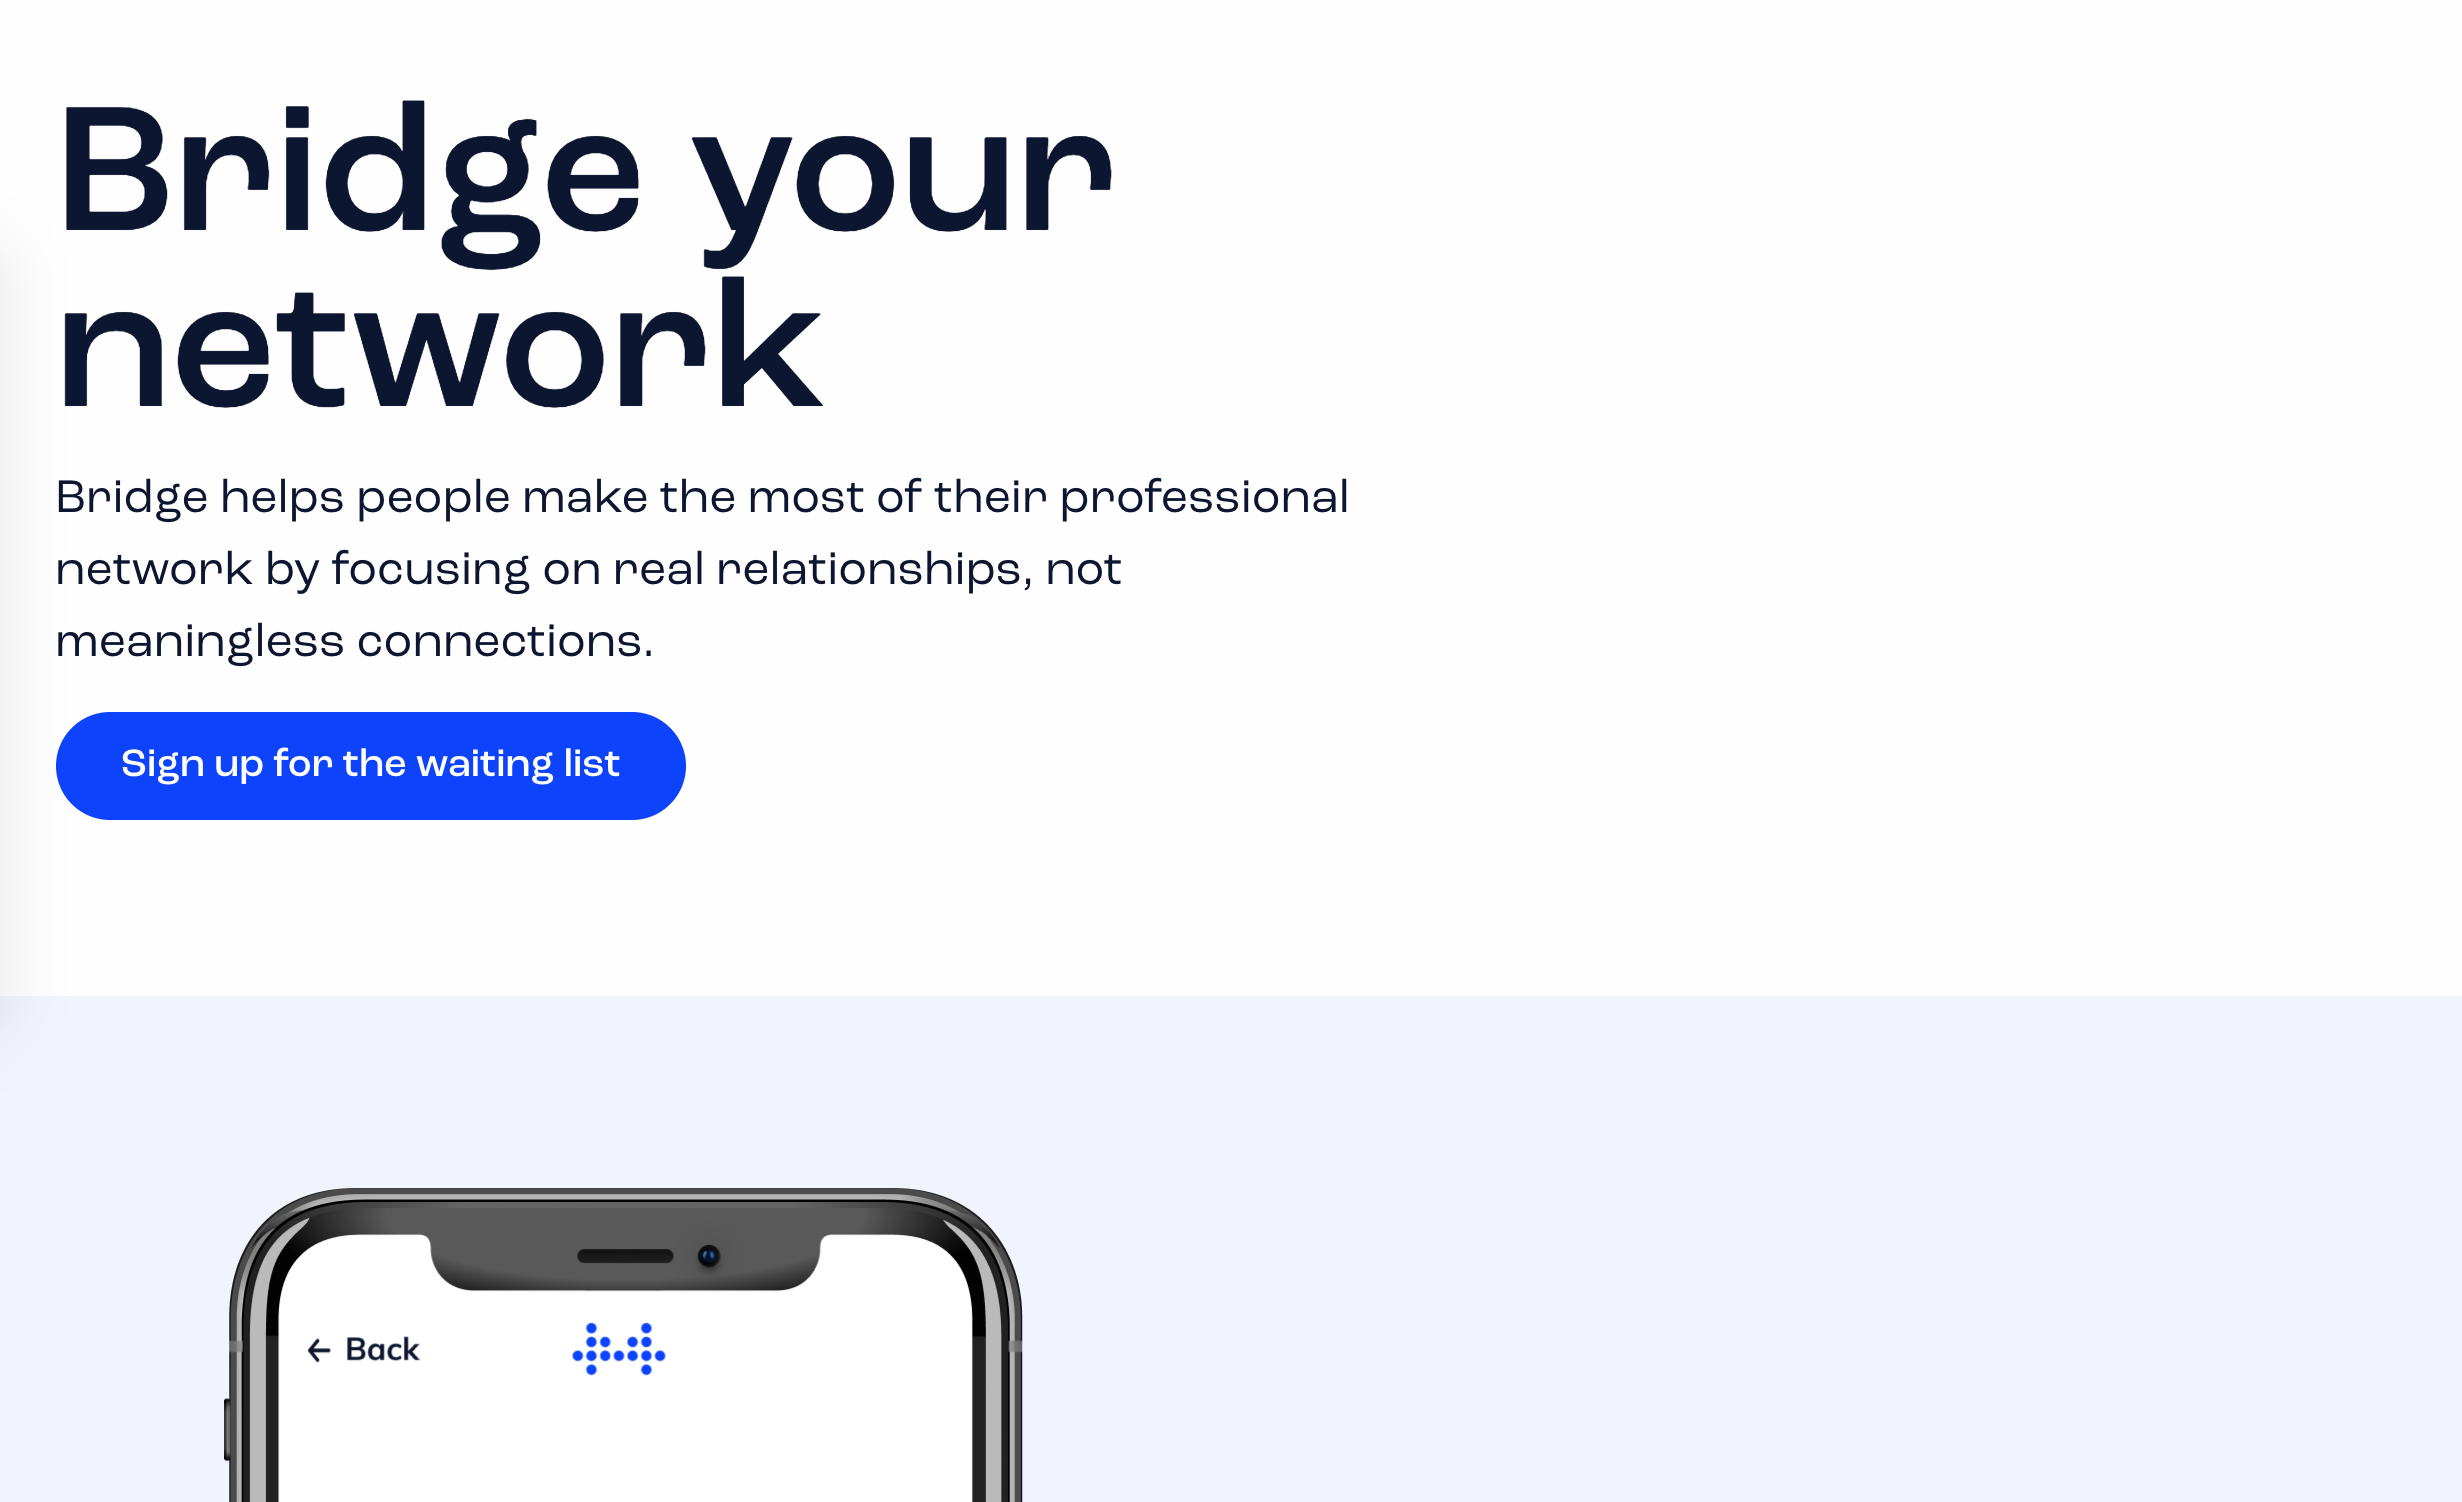 Bridge your
network
Bridge helps people make the most of their professional
network by focusing on real relationships, not
meaningless connections.
Sign up for the waiting list
← Back